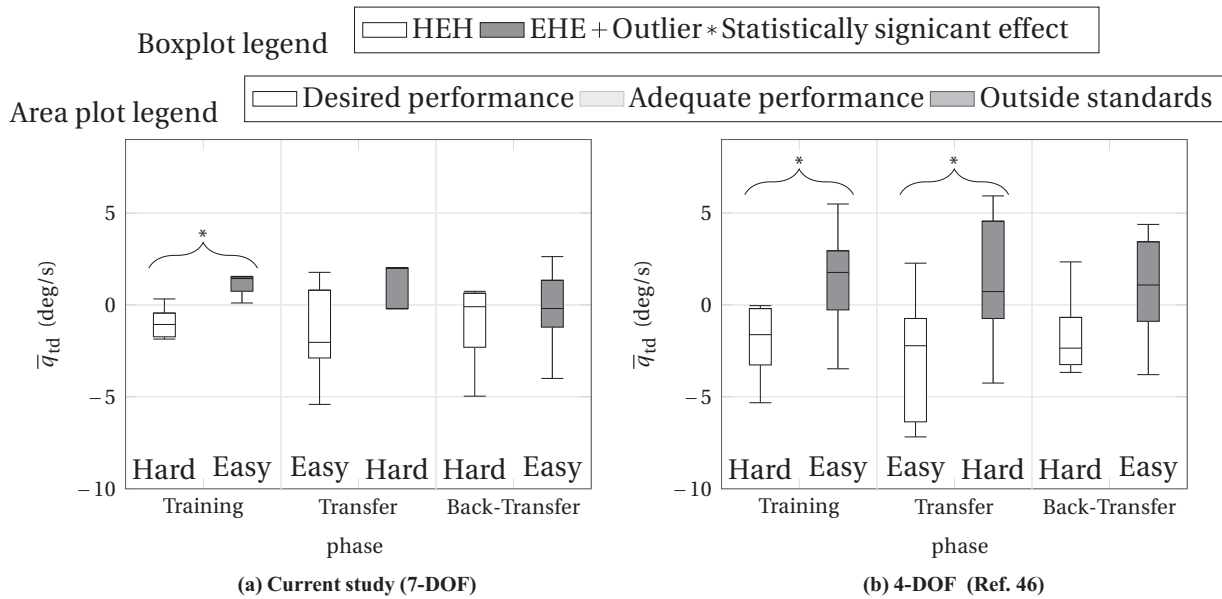 Boxplot legend HEH EHE + Outlier * Statistically signicant effect
Area plot legend Desired performance Adequate performance Outside standards
*
5
0
−5
−10
q̅td (deg/s)
Hard Easy Easy Hard Hard Easy
Training Transfer Back-Transfer
phase
(a) Current study (7-DOF)
* *
5
0
−5
−10
q̅td (deg/s)
Hard Easy Easy Hard Hard Easy
Training Transfer Back-Transfer
phase
(b) 4-DOF (Ref. 46)